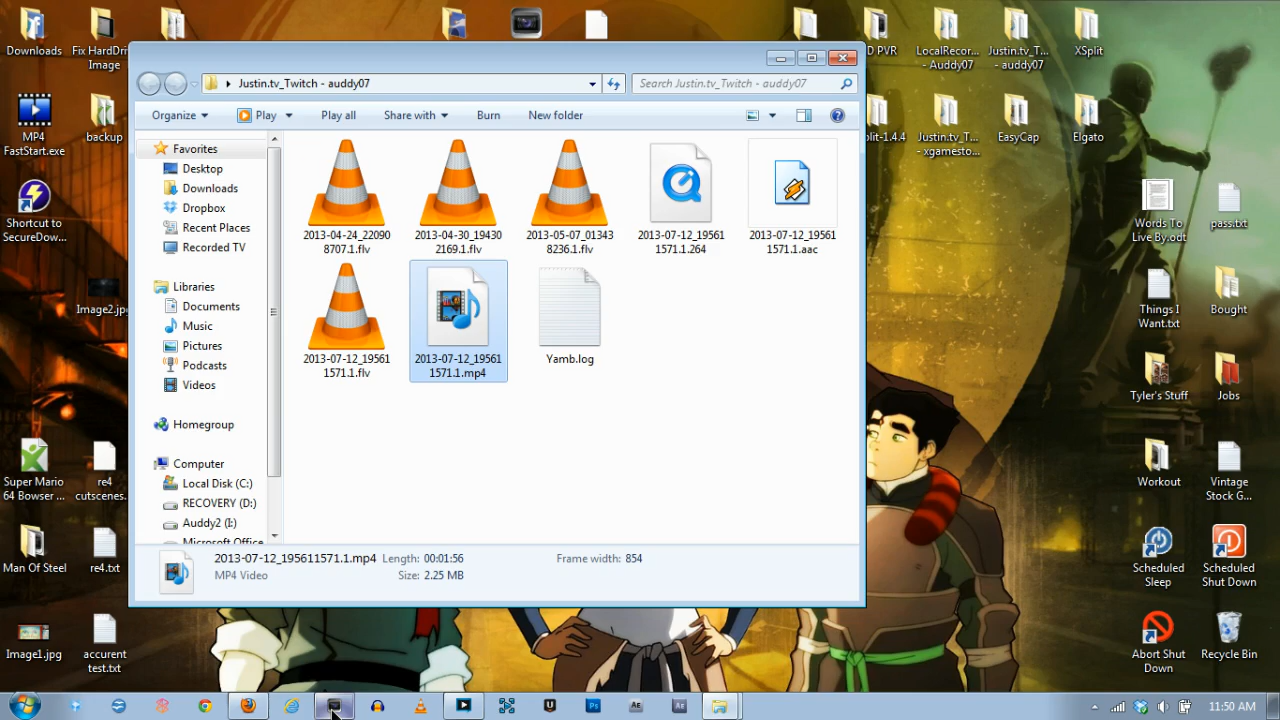 Downloads
Fix HardDri
Image
D PVR
LocalRecor...
- Auddy07
Justin.tv_T...
- auddy07
XSplit
Justin.tv_Twitch - auddy07
Search Justin.tv_Twitch - auddy07
Organize
Play
Play all
Share with
Burn
New folder
MP4
FastStart.exe
backup
plit-1.4.4
Justin.tv_T...
- xgamesto...
EasyCap
Elgato
Favorites
Desktop
Downloads
Dropbox
Recent Places
Recorded TV
Libraries
Documents
Music
Pictures
Podcasts
Videos
Homegroup
Computer
Local Disk (C:)
RECOVERY (D:)
Auddy2 (I:)
Microsoft Office
2013-04-24_22090
8707.1.flv
2013-04-30_19430
2169.1.flv
2013-05-07_01343
8236.1.flv
2013-07-12_19561
1571.1.264
2013-07-12_19561
1571.1.aac
2013-07-12_19561
1571.1.flv
2013-07-12_19561
1571.1.mp4
Yamb.log
2013-07-12_195611571.1.mp4
Length: 00:01:56
Frame width: 854
MP4 Video
Size: 2.25 MB
Shortcut to
SecureDow...
Image2.jpg
Words To
Live By.odt
pass.txt
Things I
Want.txt
Bought
Tyler's Stuff
Jobs
Super Mario
64 Bowser ...
re4
cutscenes.
Workout
Vintage
Stock G...
Man Of Steel
re4.txt
Scheduled
Sleep
Scheduled
Shut Down
Image1.jpg
accurent
test.txt
Abort Shut
Down
Recycle Bin
Ps
Ae
Ae
11:50 AM